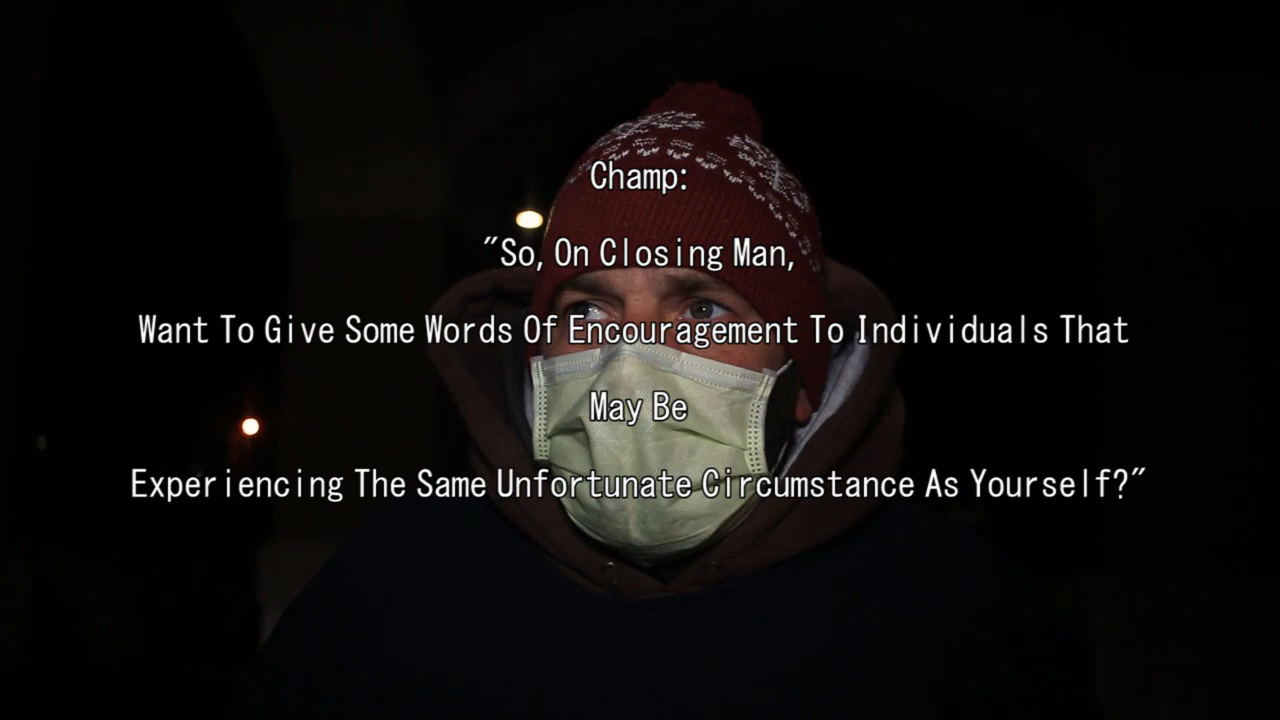 Champ:
"So, On Closing Man,
Want To Give Some Words Of Encouragement To Individuals That
May Be
Experiencing The Same Unfortunate Circumstance As Yourself?"